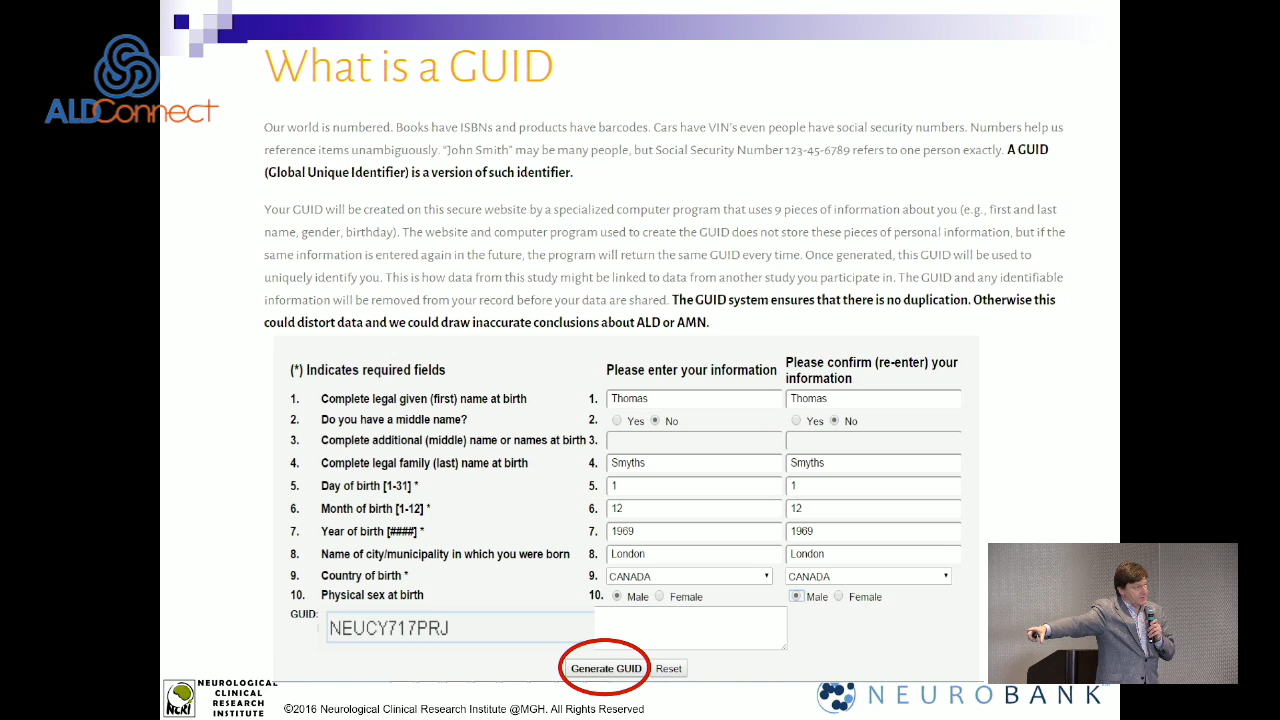 What is a GUID
ALDConnect
Our world is numbered. Books have ISBNs and products have barcodes. Cars have VIN's even people have social security numbers. Numbers help us
reference items unambiguously. "John Smith" may be many people, but Social Security Number 123-45-6789 refers to one person exactly. A GUID
(Global Unique Identifier) is a version of such identifier.
Your GUID will be created on this secure website by a specialized computer program that uses 9 pieces of information about you (e.g., first and last
name, gender, birthday). The website and computer program used to create the GUID does not store these pieces of personal information, but if the
same information is entered again in the future, the program will return the same GUID every time. Once generated, this GUID will be used to
uniquely identify you. This is how data from this study might be linked to data from another study you participate in. The GUID and any identifiable
information will be removed from your record before your data are shared. The GUID system ensures that there is no duplication. Otherwise this
could distort data and we could draw inaccurate conclusions about ALD or AMN.
(*) Indicates required fields Please enter your information Please confirm (re-enter) your
information
1. Complete legal given (first) name at birth 1. Thomas Thomas
2. Do you have a middle name? 2. Yes No Yes No
3. Complete additional (middle) name or names at birth 3.
4. Complete legal family (last) name at birth 4. Smyths Smyths
5. Day of birth [1-31] * 5. 1 1
6. Month of birth [1-12] * 6. 12 12
7. Year of birth [####] * 7. 1969 1969
8. Name of city/municipality in which you were born 8. London London
9. Country of birth * 9. CANADA CANADA
10. Physical sex at birth 10. Male Female Male Female
GUID:
NEUCY717PRJ
Generate GUID Reset
NCRI
NEUROLOGICAL
CLINICAL
RESEARCH
INSTITUTE
©2016 Neurological Clinical Research Institute @MGH. All Rights Reserved
NEUROBANK